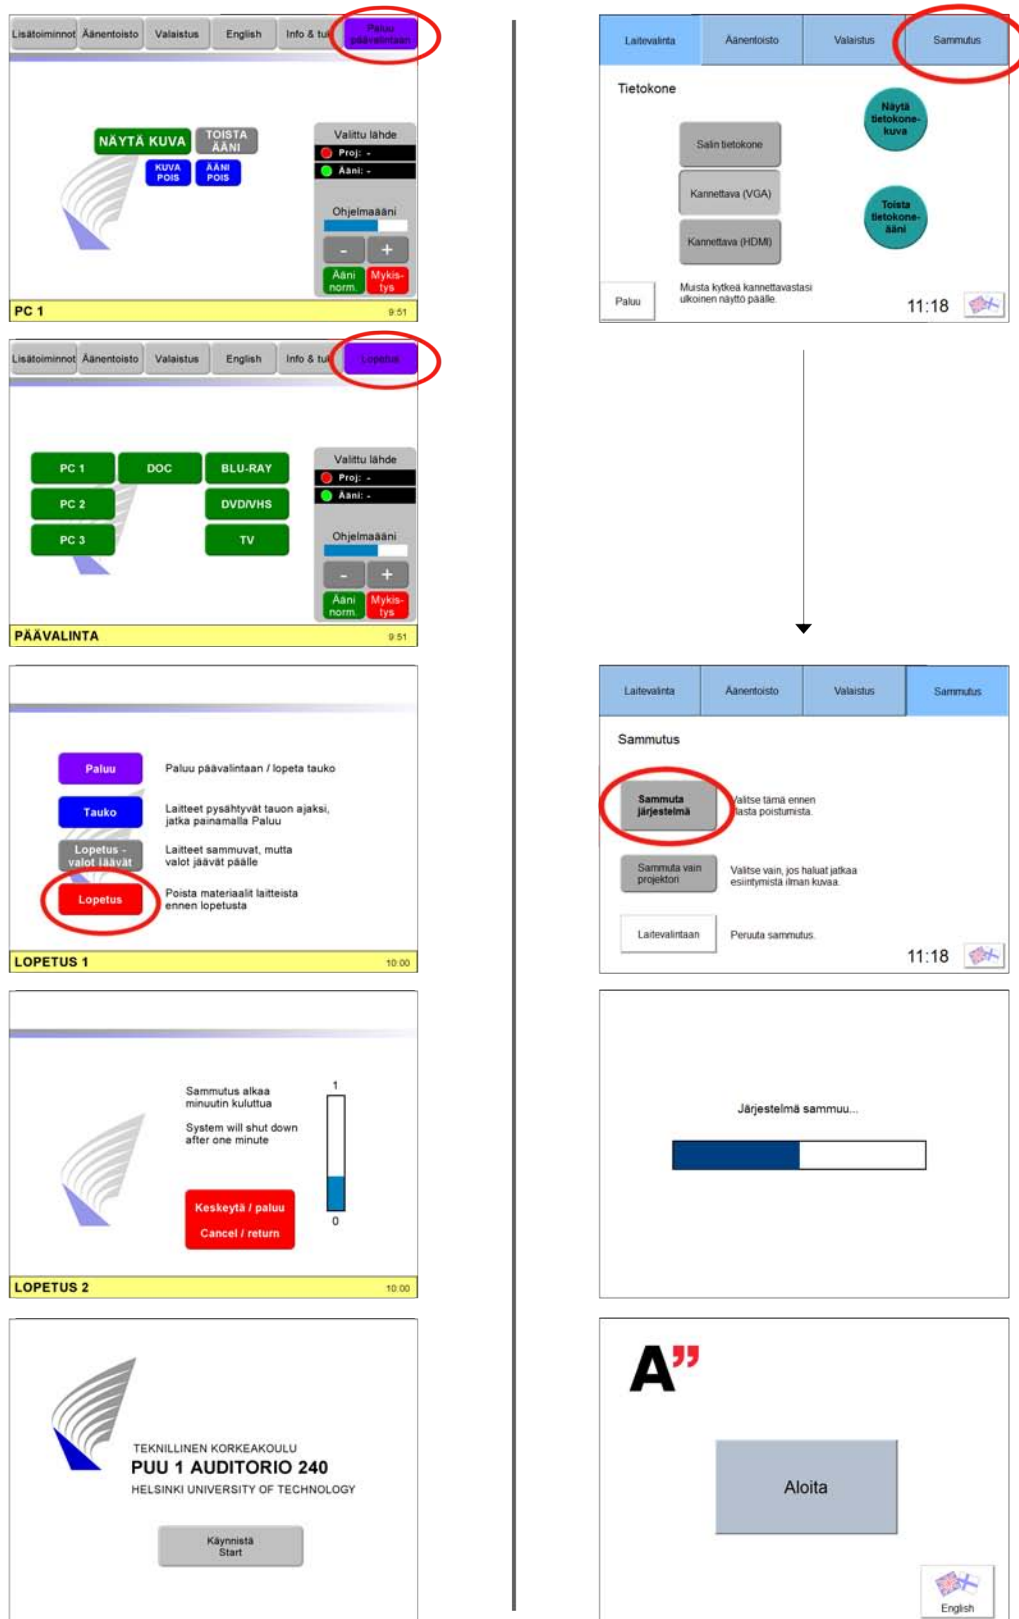 Lisätoiminnot Äänentoisto Valaistus English Info & tuki Paluu
päävalintaan
NÄYTÄ KUVA
TOISTA
ÄÄNI
KUVA
POIS
ÄÄNI
POIS
Valittu lähde
Proj: -
Ääni: -
Ohjelmaääni
- +
Ääni
norm.
Mykis-
tys
PC 1 9:51
Lisätoiminnot Äänentoisto Valaistus English Info & tuki Lopetus
PC 1 DOC BLU-RAY
PC 2 DVD/VHS
PC 3 TV
Valittu lähde
Proj: -
Ääni: -
Ohjelmaääni
- +
Ääni
norm.
Mykis-
tys
PÄÄVALINTA 9:51
Paluu Paluu päävalintaan / lopeta tauko
Tauko
Laitteet pysähtyvät tauon ajaksi,
jatka painamalla Paluu
Lopetus -
valot jäävät
Laitteet sammuvat, mutta
valot jäävät päälle
Lopetus
Poista materiaalit laitteista
ennen lopetusta
LOPETUS 1 10:00
Sammutus alkaa
minuutin kuluttua
System will shut down
after one minute
1
0
Keskeytä / paluu
Cancel / return
LOPETUS 2 10:00
TEKNILLINEN KORKEAKOULU
PUU 1 AUDITORIO 240
HELSINKI UNIVERSITY OF TECHNOLOGY
Käynnistä
Start
Laitevalinta Äänentoisto Valaistus Sammutus
Tietokone
Salin tietokone
Kannettava (VGA)
Kannettava (HDMI)
Näytä
tietokone-
kuva
Toista
tietokone-
ääni
Paluu
Muista kytkeä kannettavastasi
ulkoinen näyttö päälle.
11:18
Laitevalinta Äänentoisto Valaistus Sammutus
Sammutus
Sammuta
järjestelmä
Valitse tämä ennen
poistumista.
Sammuta vain
projektori
Valitse vain, jos haluat jatkaa
esiintymistä ilman kuvaa.
Laitevalintaan Peruuta sammutus.
11:18
Järjestelmä sammuu...
A”
Aloita
English